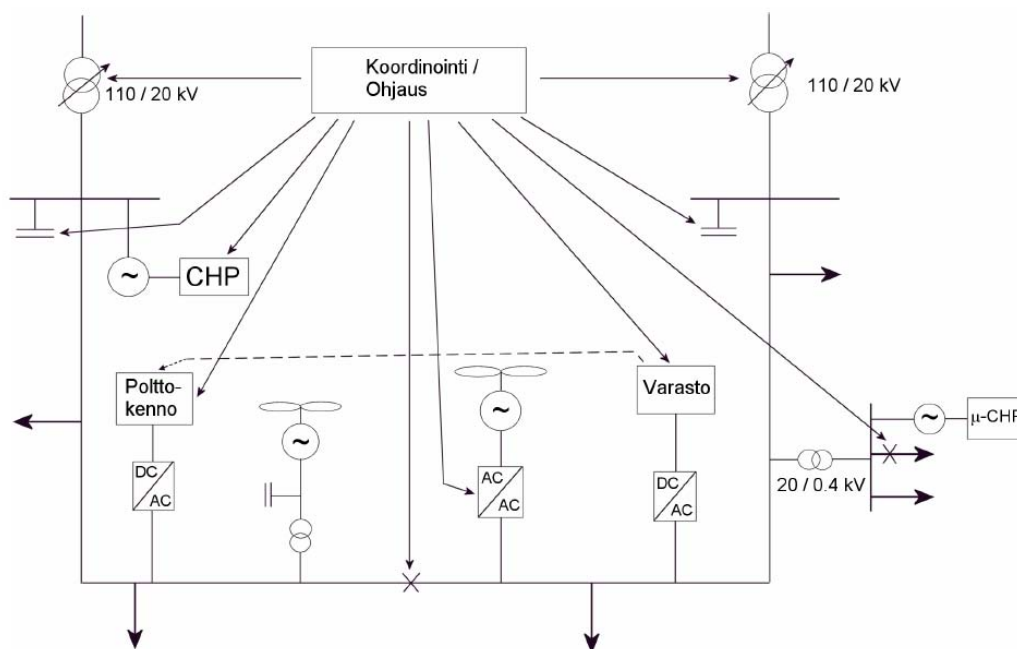 Koordinointi /
Ohjaus
110 / 20 kV
110 / 20 kV
~
CHP
Poltto-
kenno
~
~
Varasto
~
µ-CHP
DC
AC
AC
AC
DC
AC
20 / 0.4 kV